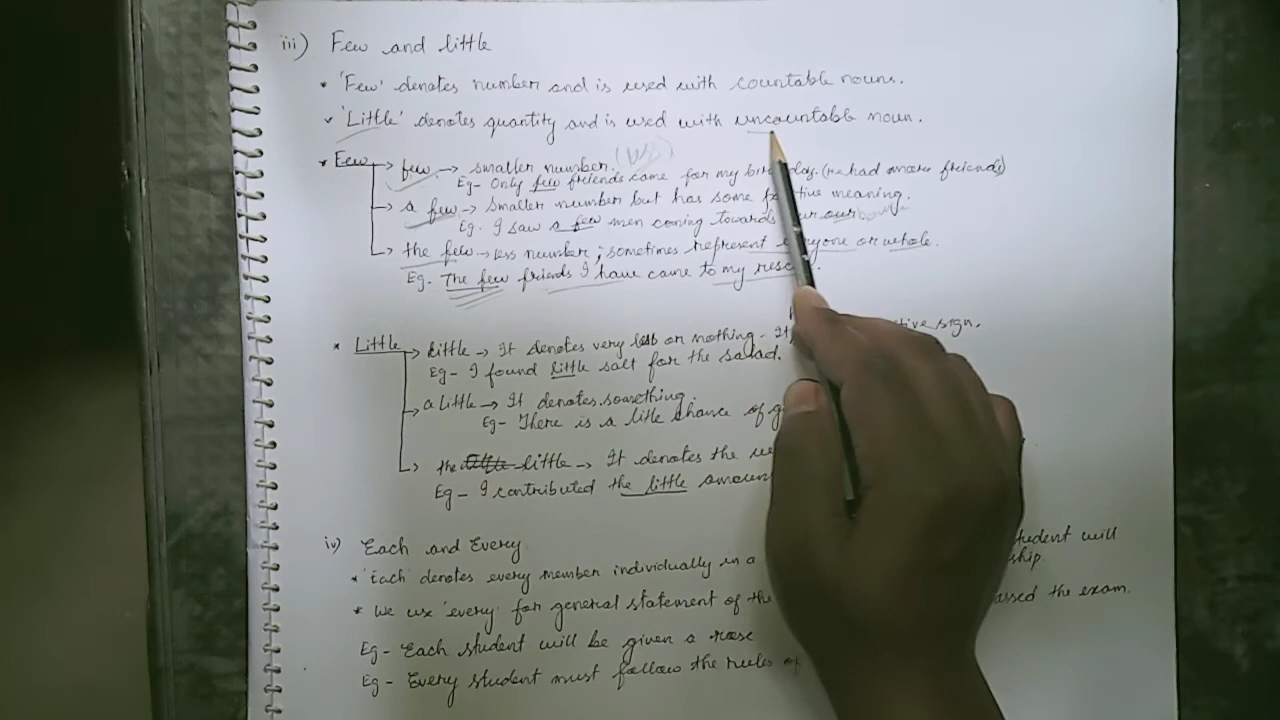 iii) Few and little
* 'Few' denotes number and is used with countable nouns.
'Little' denotes quantity and is used with uncountable noun.
* Few → few → smaller number.
Eg- Only few friends came for my day. (he had more friends)
→ a few → smaller number but has some meaning.
Eg. I saw a few men coming towards our
→ the few → less number; sometimes represent or whole.
Eg- The few friends I have came to my
* Little → little → It denotes very less or nothing - sign.
Eg- I found little salt for the salad.
→ a little → It denotes something.
Eg- There is a litle chance of
→ the little → It denotes the
Eg- I contributed the little amount
iv) Each and Every
* 'Each' denotes every member individually in a student will
* We use 'every' for general statement of the the exam.
Eg- Each student will be given a rose
Eg- Every student must follow the rules of